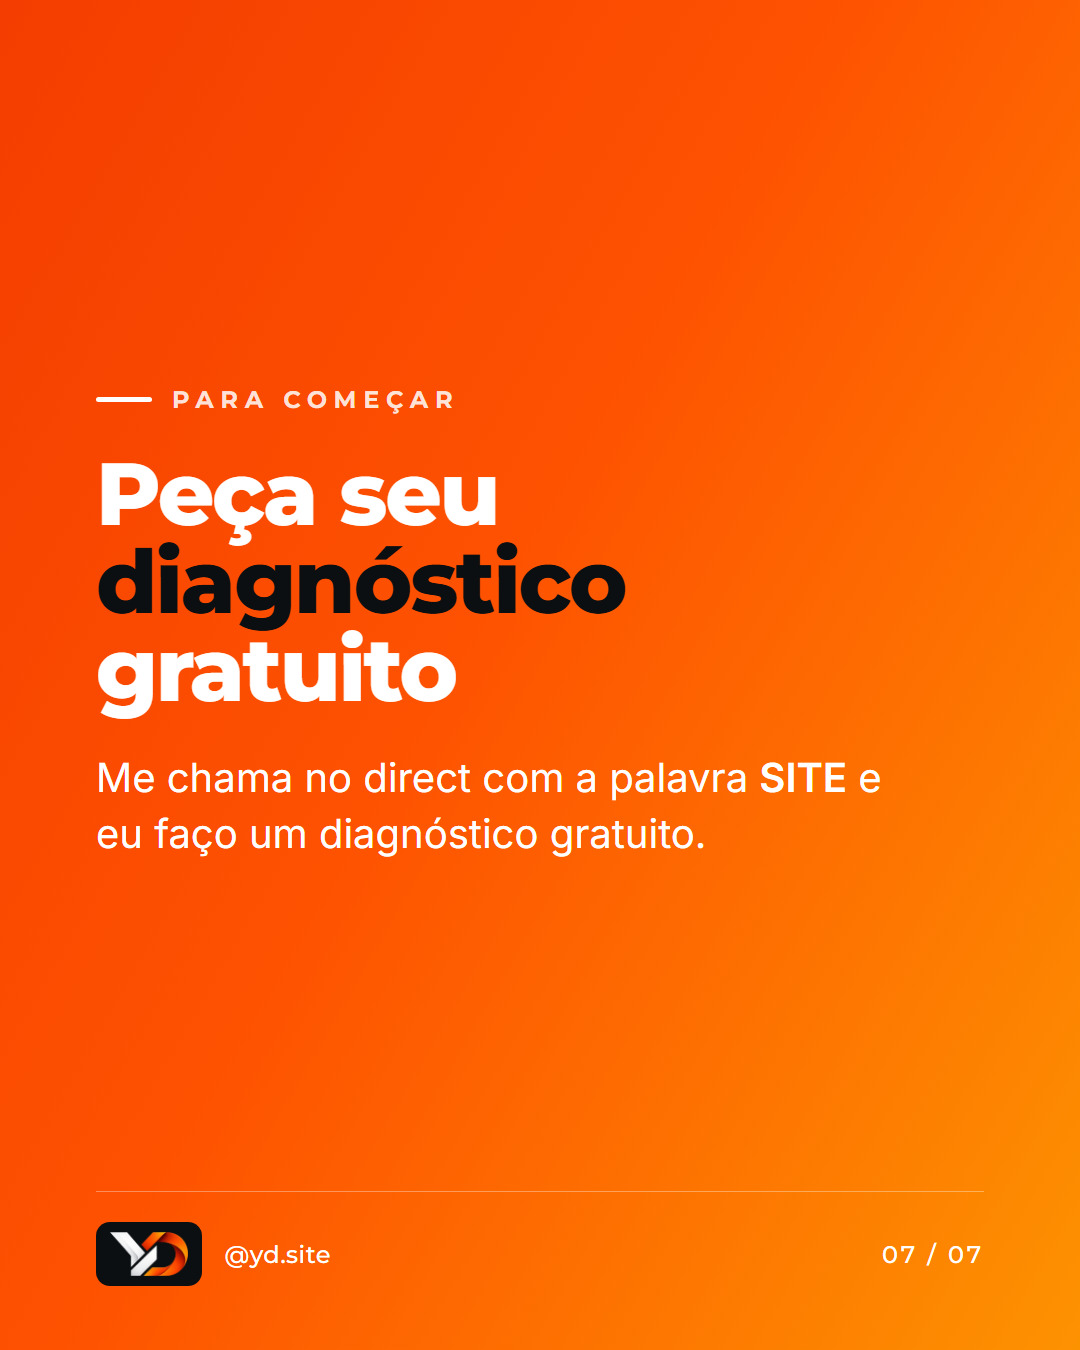 PARA COMEÇAR
Peça seu
diagnóstico
gratuito
Me chama no direct com a palavra SITE e
eu faço um diagnóstico gratuito.
YD @yd.site 07 / 07